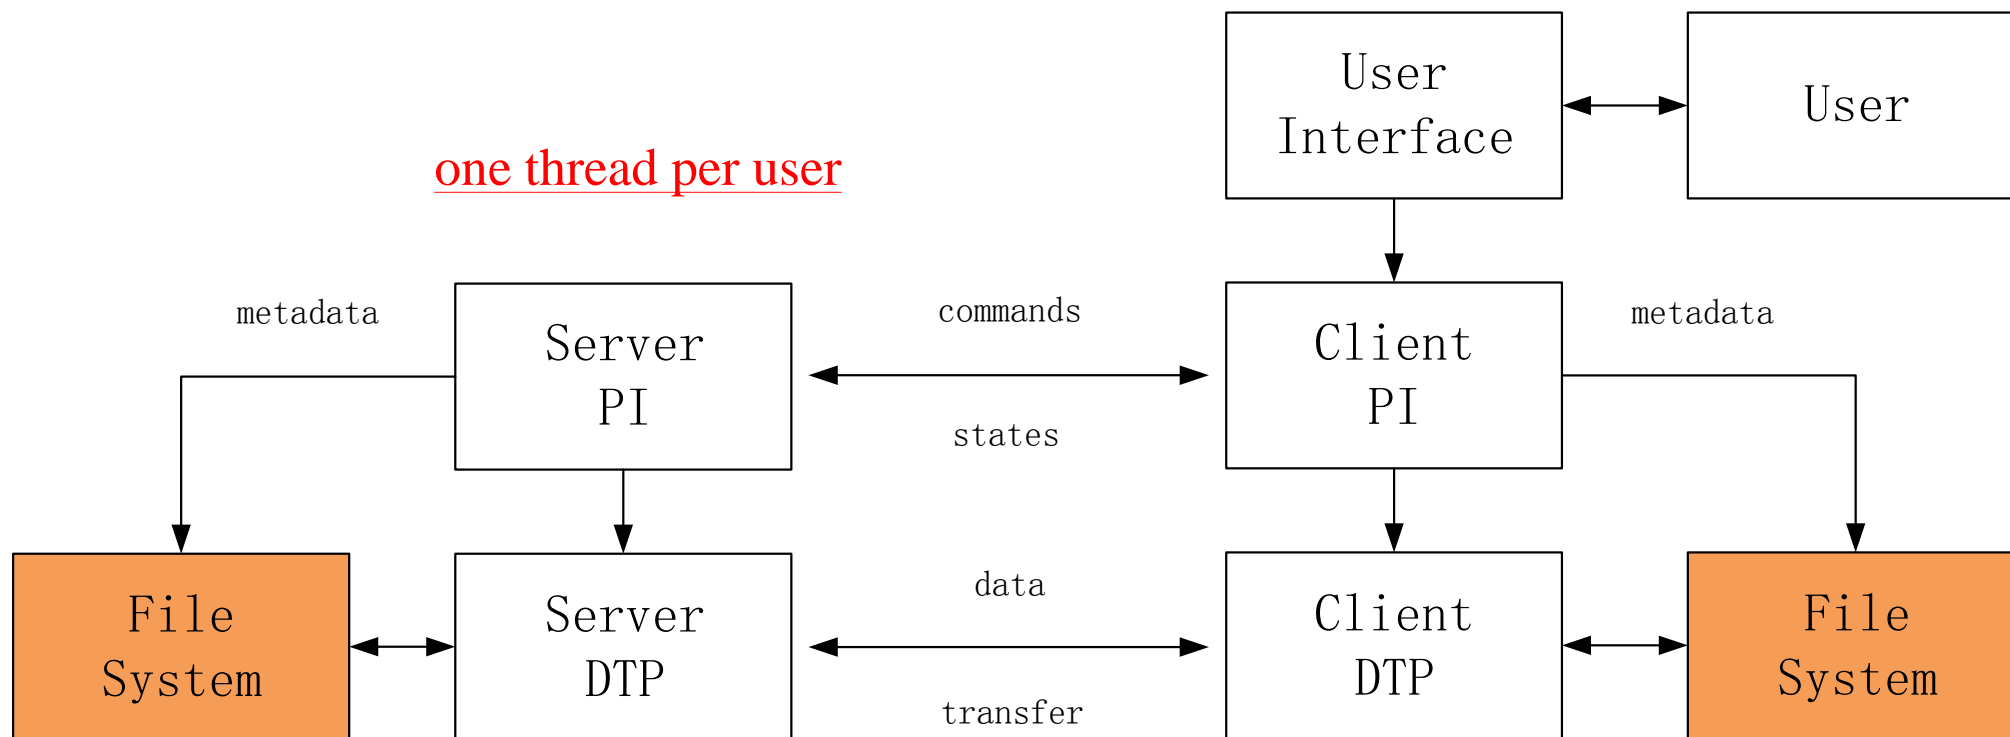 User
Interface
User
one thread per user
metadata
Server
PI
commands
states
Client
PI
metadata
File
System
Server
DTP
data
transfer
Client
DTP
File
System